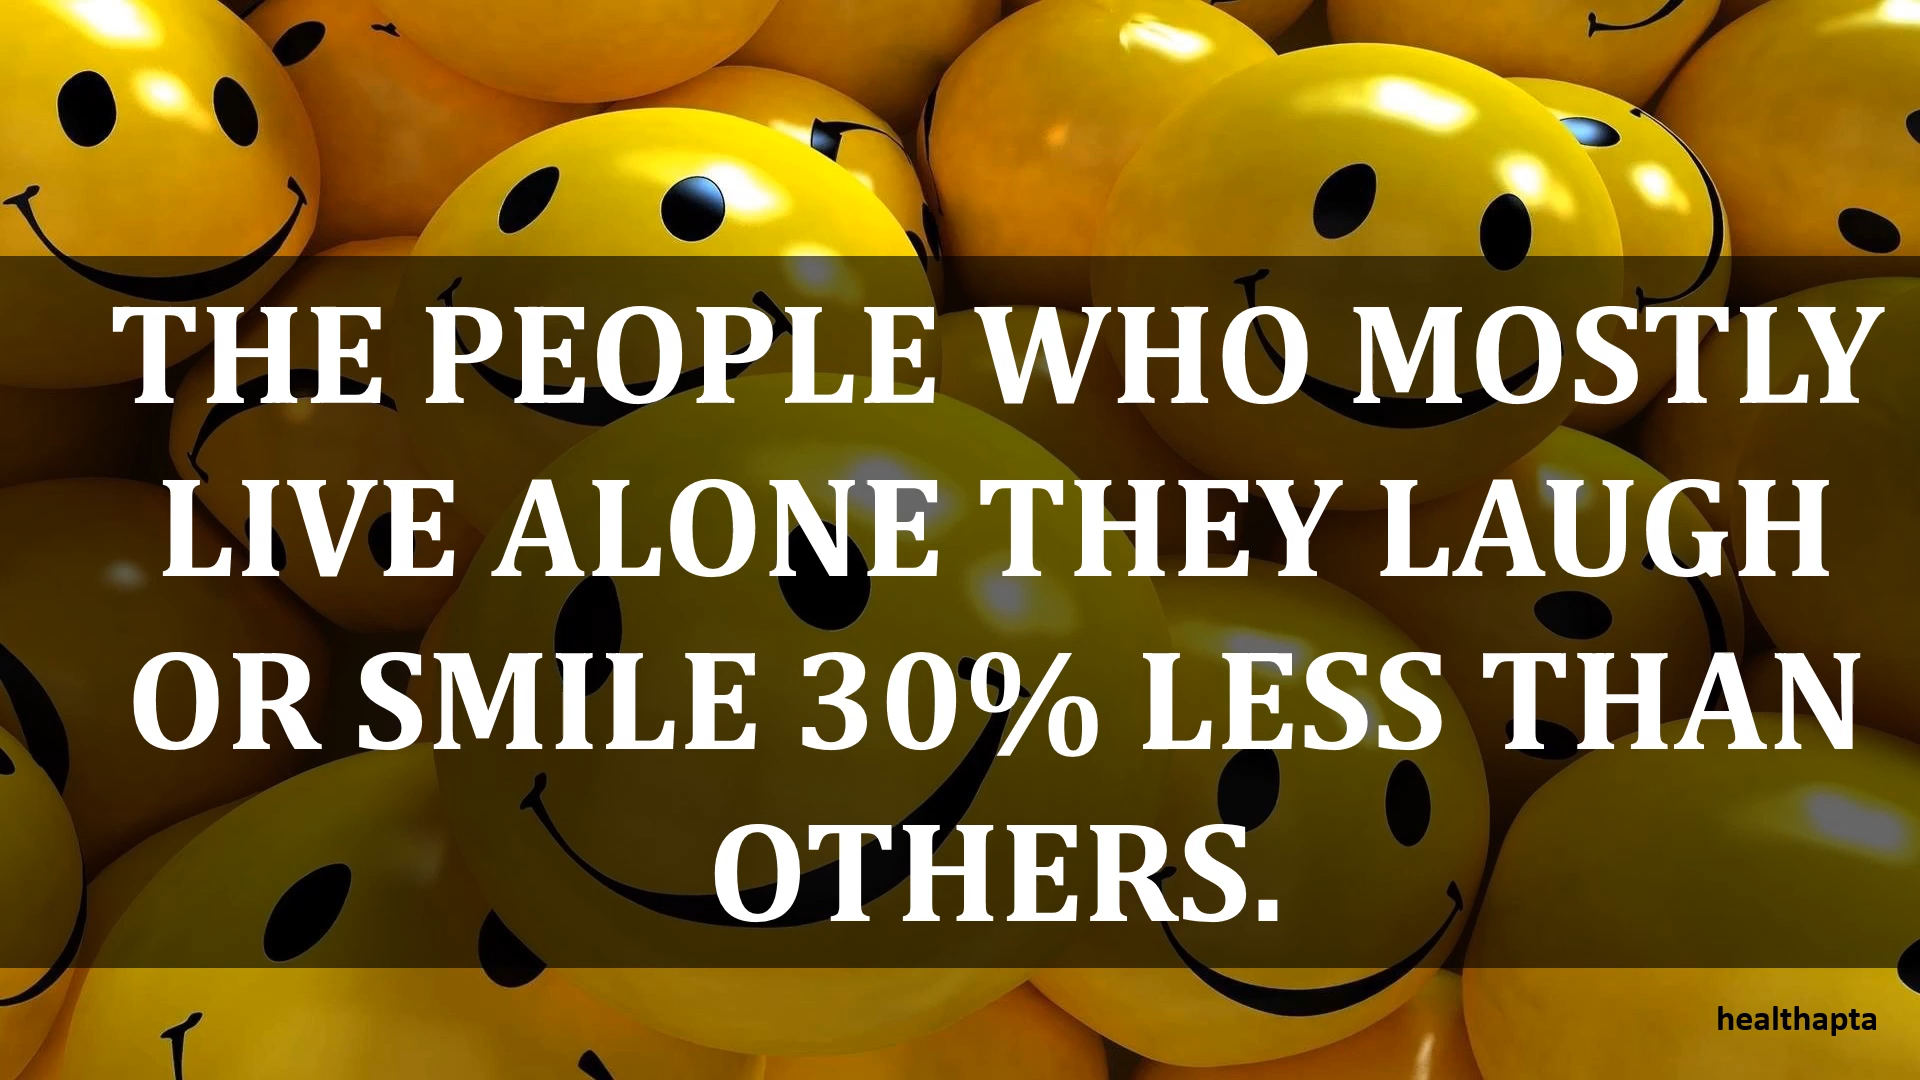 THE PEOPLE WHO MOSTLY
LIVE ALONE THEY LAUGH
OR SMILE 30% LESS THAN
OTHERS.
healthapta